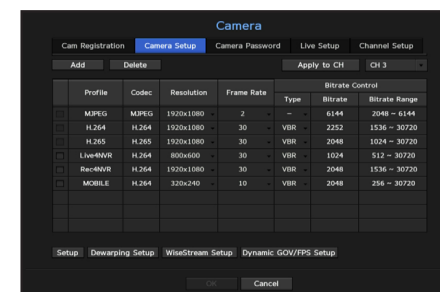 Camera
Cam Registration Camera Setup Camera Password Live Setup Channel Setup
Add Delete Apply to CH CH 3
Profile Codec Resolution Frame Rate Bitrate Control
Type Bitrate Bitrate Range
MJPEG MJPEG 1920x1080 2 - 6144 2048 ~ 6144
H.264 H.264 1920x1080 30 VBR 2252 1536 ~ 30720
H.265 H.265 1920x1080 30 VBR 2048 1024 ~ 30720
Live4NVR H.264 800x600 30 VBR 1024 512 ~ 30720
Rec4NVR H.264 1920x1080 30 VBR 2048 1536 ~ 30720
MOBILE H.264 320x240 10 VBR 2048 256 ~ 30720
Setup Dewarping Setup WiseStream Setup Dynamic GOV/FPS Setup
OK Cancel